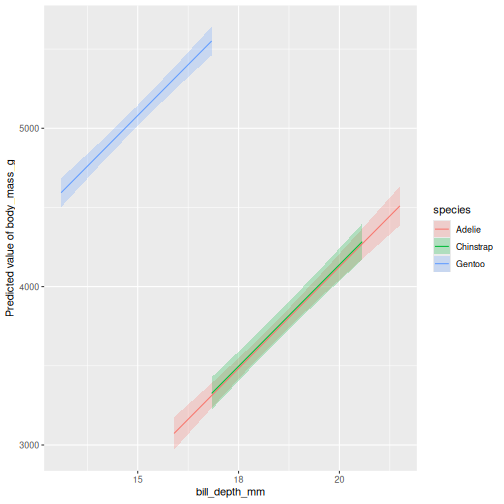 Predicted value of body_mass_g
5000
4000
3000
15
18
20
bill_depth_mm
species
Adelie
Chinstrap
Gentoo